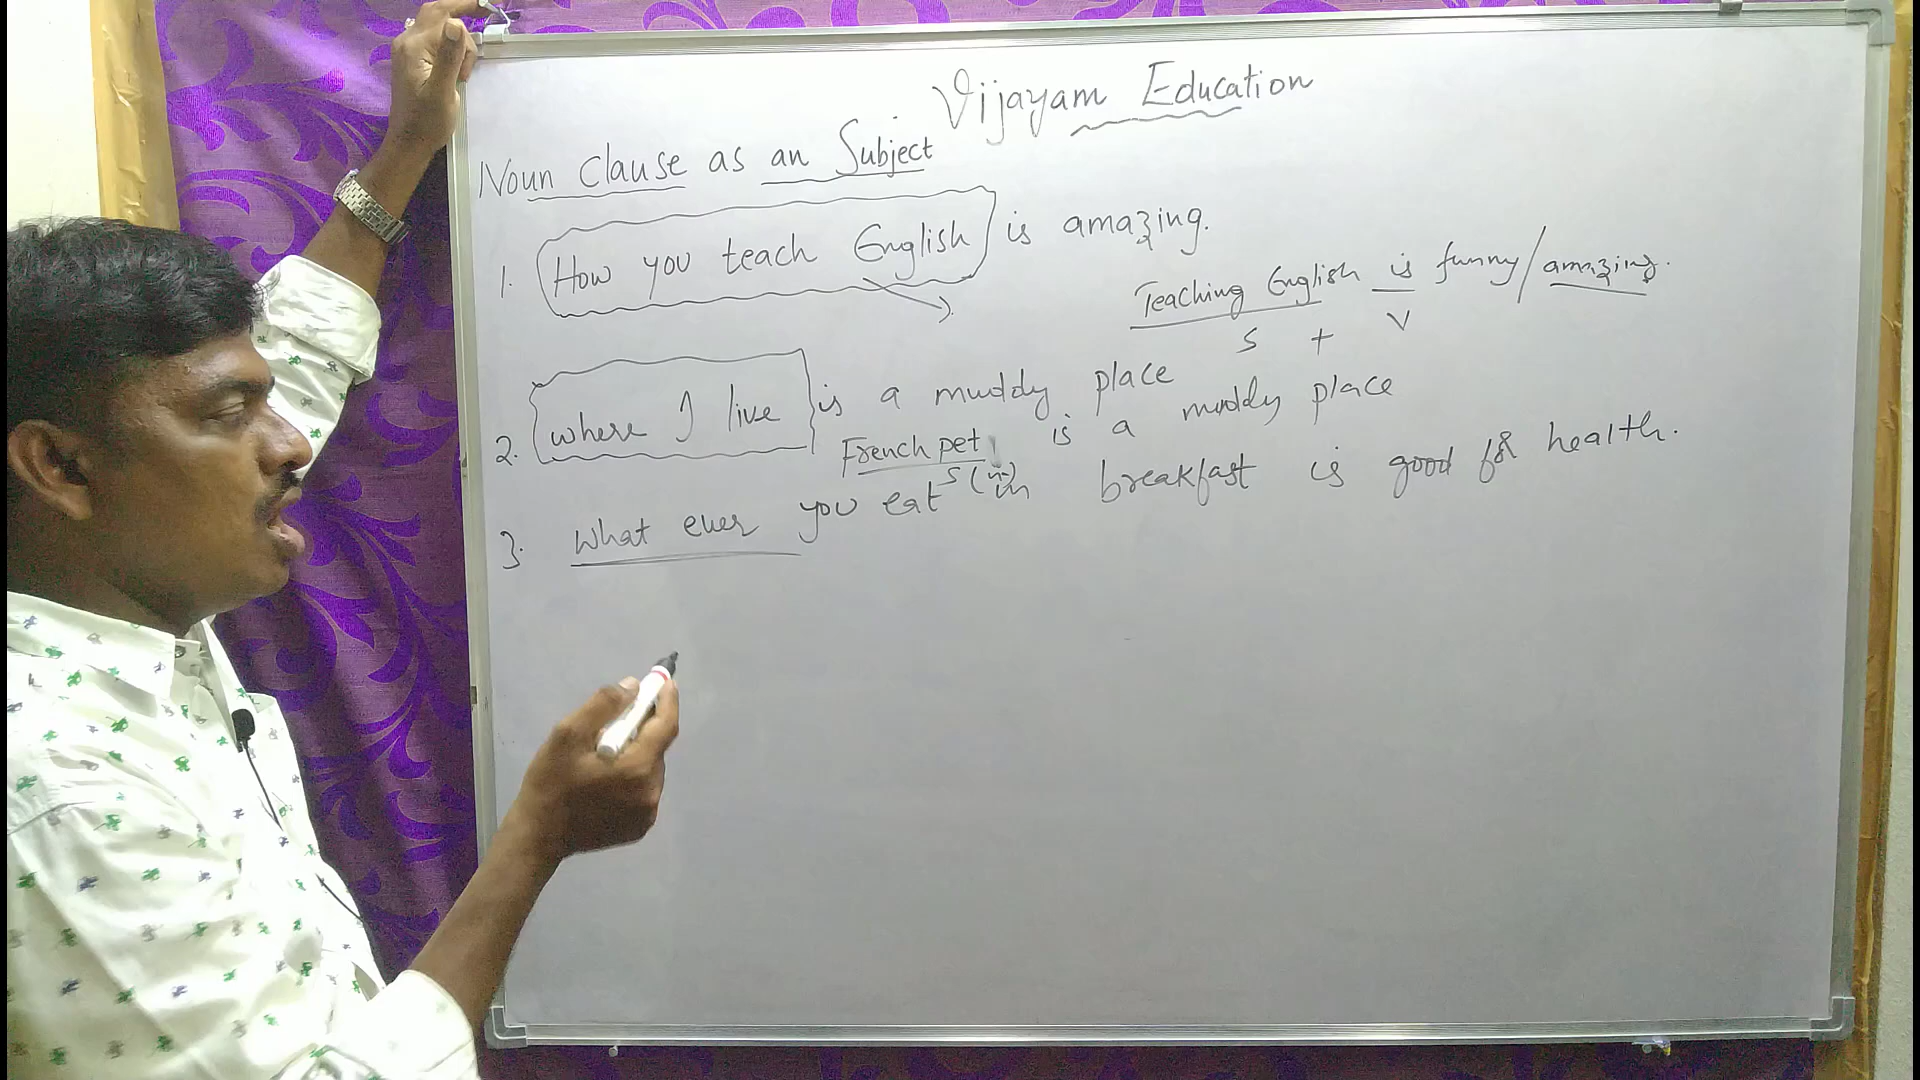 Vijayam Education
Noun Clause as an Subject
1. How you teach English is amazing.
Teaching English is funny/amazing.
S + V
2. where I live is a muddy place
French pet is a muddy place
S (n)
3. What ever you eat in breakfast is good for health.